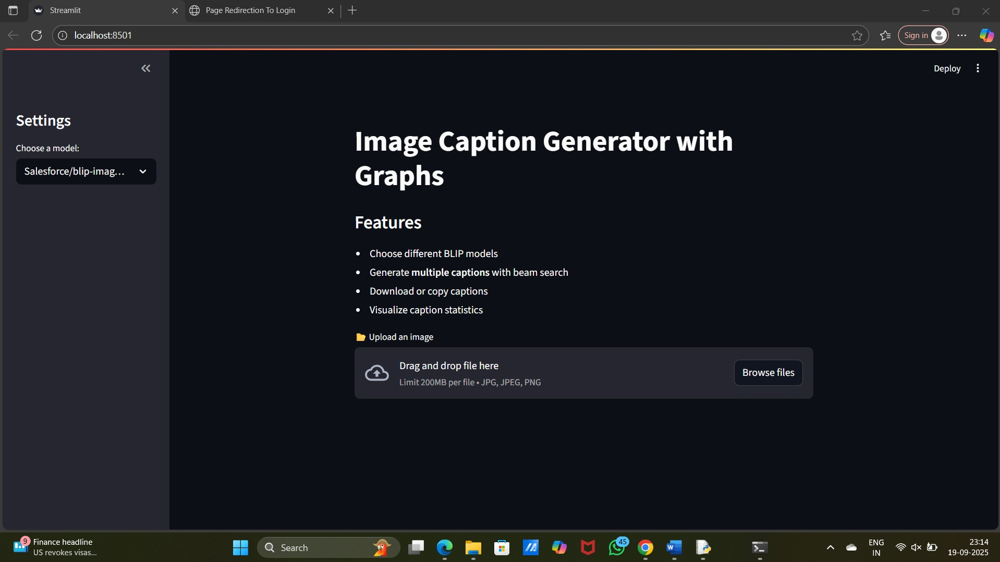 Streamlit
Page Redirection To Login
localhost:8501
Sign in
Deploy
Settings
Choose a model:
Salesforce/blip-imag...
Image Caption Generator with
Graphs
Features
• Choose different BLIP models
• Generate multiple captions with beam search
• Download or copy captions
• Visualize caption statistics
Upload an image
Drag and drop file here
Limit 200MB per file • JPG, JPEG, PNG
Browse files
9
Finance headline
US revokes visas...
Search
45
W
ENG
IN
23:14
19-09-2025